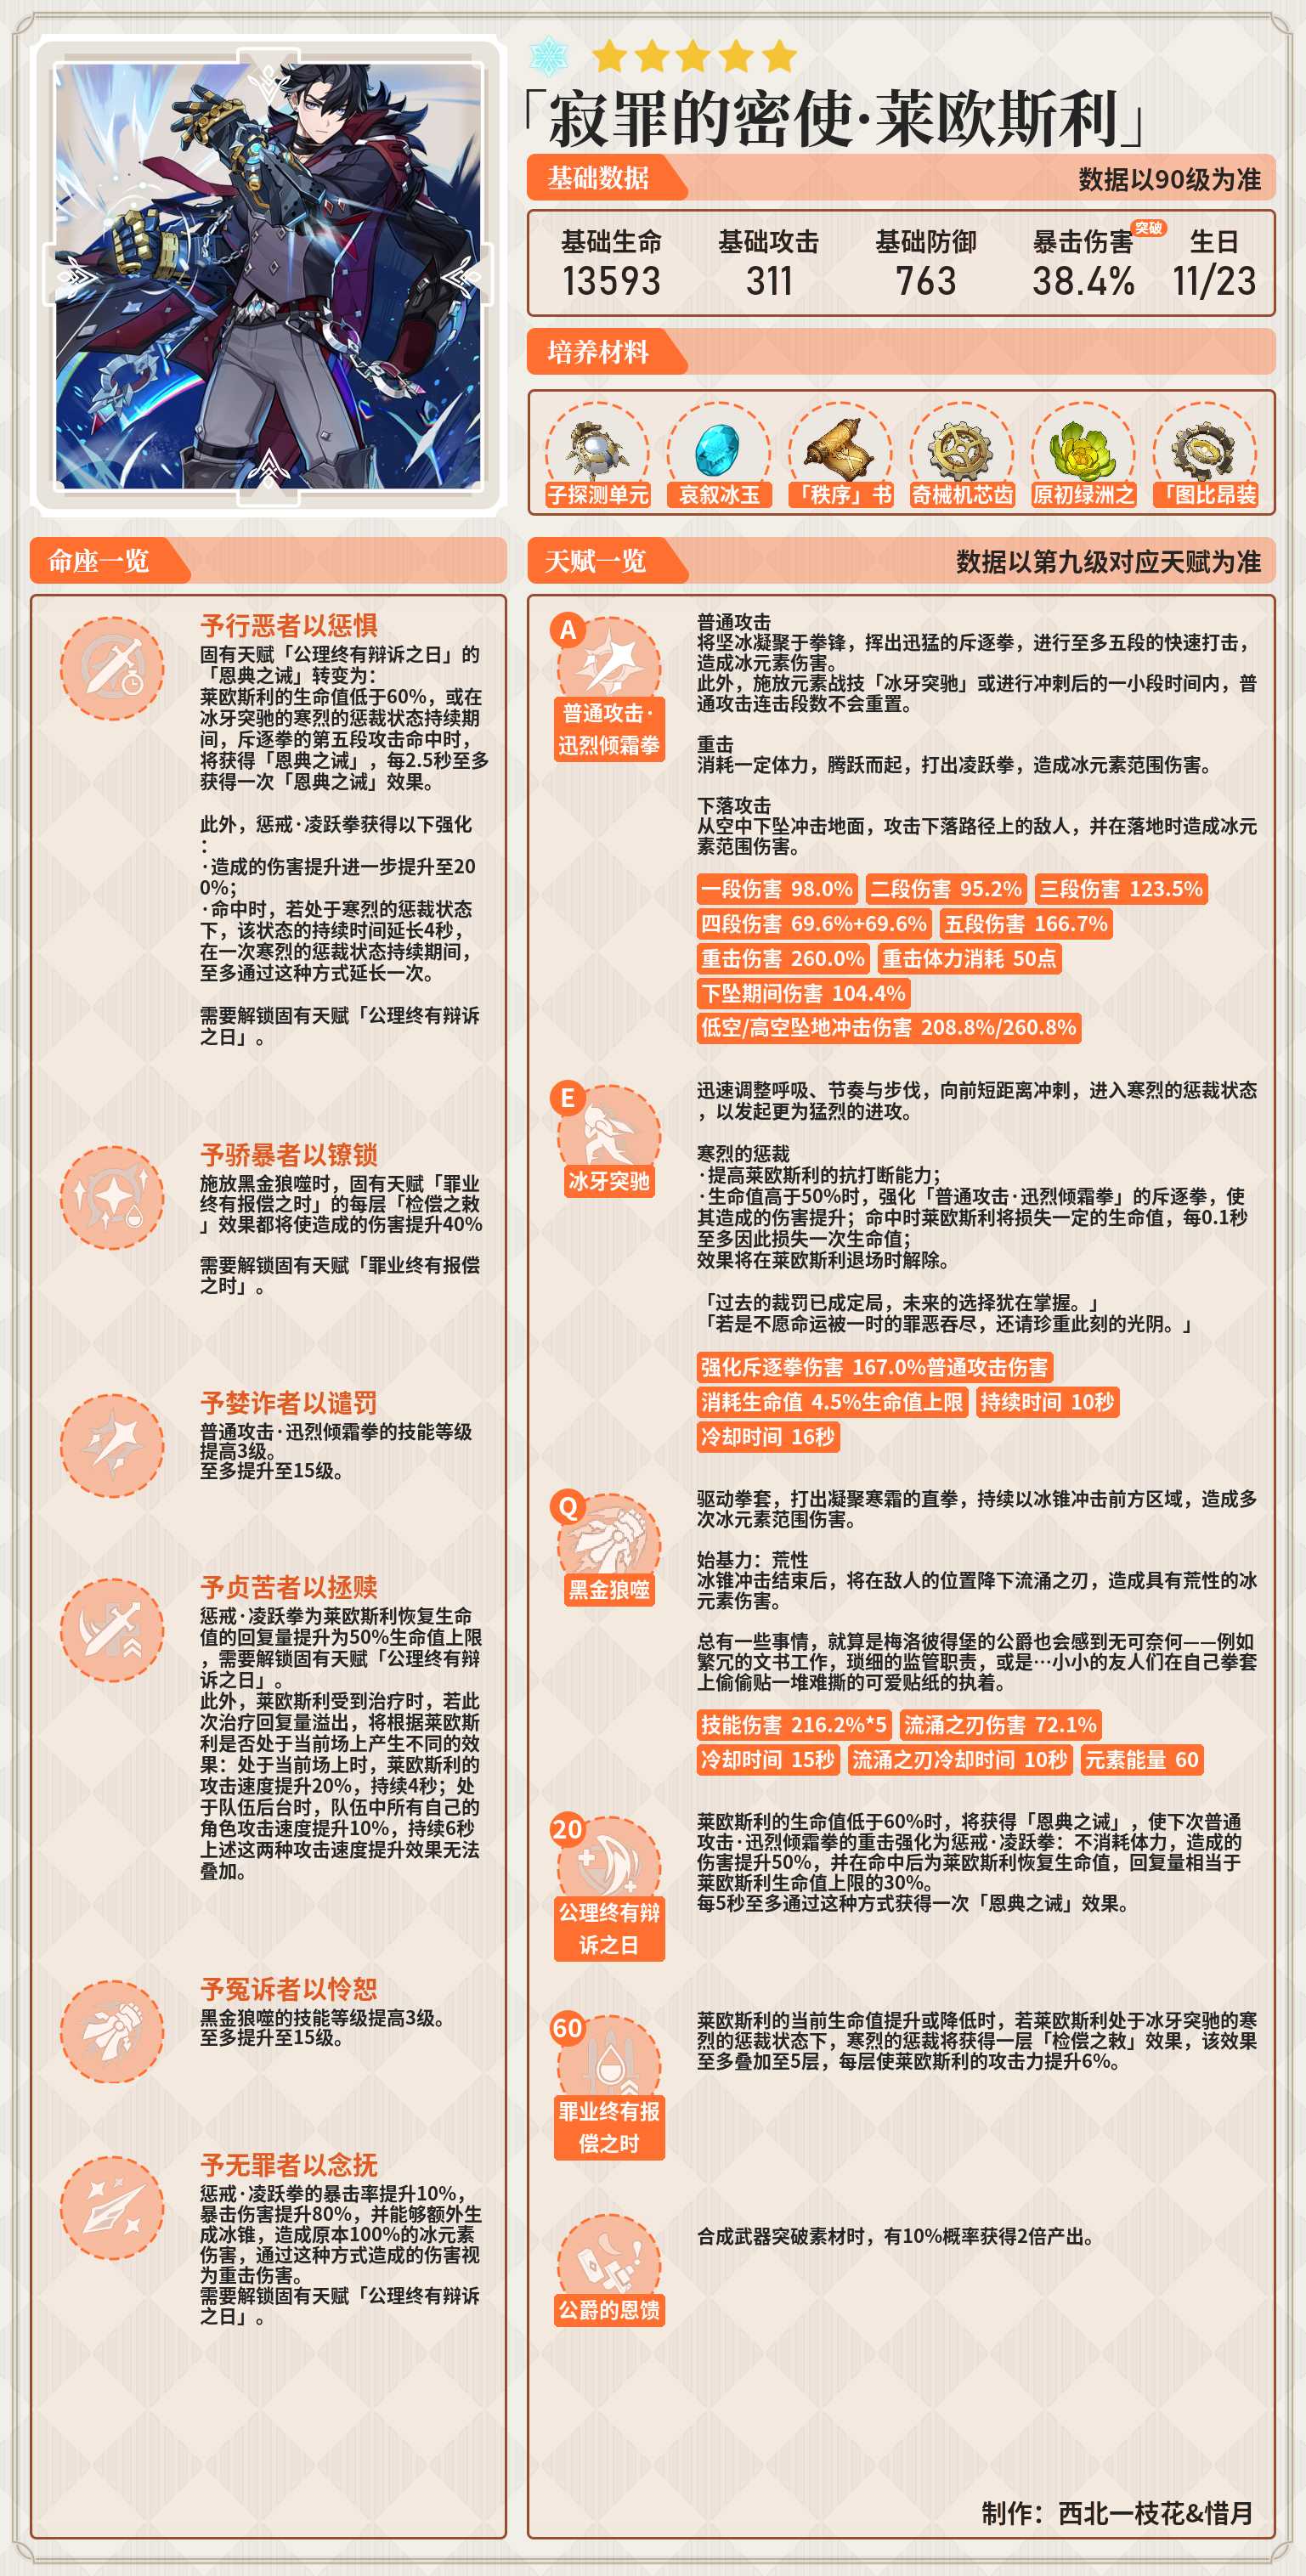 「寂罪的密使·莱欧斯利」
基础数据
数据以90级为准
基础生命
13593
基础攻击
311
基础防御
763
暴击伤害
突破
38.4%
生日
11/23
培养材料
子探测单元
哀叙冰玉
「秩序」书
奇械机芯齿
原初绿洲之
「图比昂装
命座一览
予行恶者以惩惧
固有天赋「公理终有辩诉之日」的
「恩典之诫」转变为：
莱欧斯利的生命值低于60%，或在
冰牙突驰的寒烈的惩裁状态持续期
间，斥逐拳的第五段攻击命中时，
将获得「恩典之诫」，每2.5秒至多
获得一次「恩典之诫」效果。
此外，惩戒·凌跃拳获得以下强化
：
·造成的伤害提升进一步提升至20
0%；
·命中时，若处于寒烈的惩裁状态
下，该状态的持续时间延长4秒，
在一次寒烈的惩裁状态持续期间，
至多通过这种方式延长一次。
需要解锁固有天赋「公理终有辩诉
之日」。
予骄暴者以镣锁
施放黑金狼噬时，固有天赋「罪业
终有报偿之时」的每层「检偿之敕
」效果都将使造成的伤害提升40%
需要解锁固有天赋「罪业终有报偿
之时」。
予婪诈者以谴罚
普通攻击·迅烈倾霜拳的技能等级
提高3级。
至多提升至15级。
予贞苦者以拯赎
惩戒·凌跃拳为莱欧斯利恢复生命
值的回复量提升为50%生命值上限
，需要解锁固有天赋「公理终有辩
诉之日」。
此外，莱欧斯利受到治疗时，若此
次治疗回复量溢出，将根据莱欧斯
利是否处于当前场上产生不同的效
果：处于当前场上时，莱欧斯利的
攻击速度提升20%，持续4秒；处
于队伍后台时，队伍中所有自己的
角色攻击速度提升10%，持续6秒
上述这两种攻击速度提升效果无法
叠加。
予冤诉者以怜恕
黑金狼噬的技能等级提高3级。
至多提升至15级。
予无罪者以念抚
惩戒·凌跃拳的暴击率提升10%，
暴击伤害提升80%，并能够额外生
成冰锥，造成原本100%的冰元素
伤害，通过这种方式造成的伤害视
为重击伤害。
需要解锁固有天赋「公理终有辩诉
之日」。
天赋一览
数据以第九级对应天赋为准
A
普通攻击·
迅烈倾霜拳
普通攻击
将坚冰凝聚于拳锋，挥出迅猛的斥逐拳，进行至多五段的快速打击，
造成冰元素伤害。
此外，施放元素战技「冰牙突驰」或进行冲刺后的一小段时间内，普
通攻击连击段数不会重置。
重击
消耗一定体力，腾跃而起，打出凌跃拳，造成冰元素范围伤害。
下落攻击
从空中下坠冲击地面，攻击下落路径上的敌人，并在落地时造成冰元
素范围伤害。
一段伤害 98.0% 二段伤害 95.2% 三段伤害 123.5%
四段伤害 69.6%+69.6% 五段伤害 166.7%
重击伤害 260.0% 重击体力消耗 50点
下坠期间伤害 104.4%
低空/高空坠地冲击伤害 208.8%/260.8%
E
冰牙突驰
迅速调整呼吸、节奏与步伐，向前短距离冲刺，进入寒烈的惩裁状态
，以发起更为猛烈的进攻。
寒烈的惩裁
·提高莱欧斯利的抗打断能力；
·生命值高于50%时，强化「普通攻击·迅烈倾霜拳」的斥逐拳，使
其造成的伤害提升；命中时莱欧斯利将损失一定的生命值，每0.1秒
至多因此损失一次生命值；
效果将在莱欧斯利退场时解除。
「过去的裁罚已成定局，未来的选择犹在掌握。」
「若是不愿命运被一时的罪恶吞尽，还请珍重此刻的光阴。」
强化斥逐拳伤害 167.0%普通攻击伤害
消耗生命值 4.5%生命值上限 持续时间 10秒
冷却时间 16秒
Q
黑金狼噬
驱动拳套，打出凝聚寒霜的直拳，持续以冰锥冲击前方区域，造成多
次冰元素范围伤害。
始基力：荒性
冰锥冲击结束后，将在敌人的位置降下流涌之刃，造成具有荒性的冰
元素伤害。
总有一些事情，就算是梅洛彼得堡的公爵也会感到无可奈何——例如
繁冗的文书工作，琐细的监管职责，或是…小小的友人们在自己拳套
上偷偷贴一堆难撕的可爱贴纸的执着。
技能伤害 216.2%*5 流涌之刃伤害 72.1%
冷却时间 15秒 流涌之刃冷却时间 10秒 元素能量 60
20
公理终有辩
诉之日
莱欧斯利的生命值低于60%时，将获得「恩典之诫」，使下次普通
攻击·迅烈倾霜拳的重击强化为惩戒·凌跃拳：不消耗体力，造成的
伤害提升50%，并在命中后为莱欧斯利恢复生命值，回复量相当于
莱欧斯利生命值上限的30%。
每5秒至多通过这种方式获得一次「恩典之诫」效果。
60
罪业终有报
偿之时
莱欧斯利的当前生命值提升或降低时，若莱欧斯利处于冰牙突驰的寒
烈的惩裁状态下，寒烈的惩裁将获得一层「检偿之敕」效果，该效果
至多叠加至5层，每层使莱欧斯利的攻击力提升6%。
公爵的恩馈
合成武器突破素材时，有10%概率获得2倍产出。
制作：西北一枝花&惜月